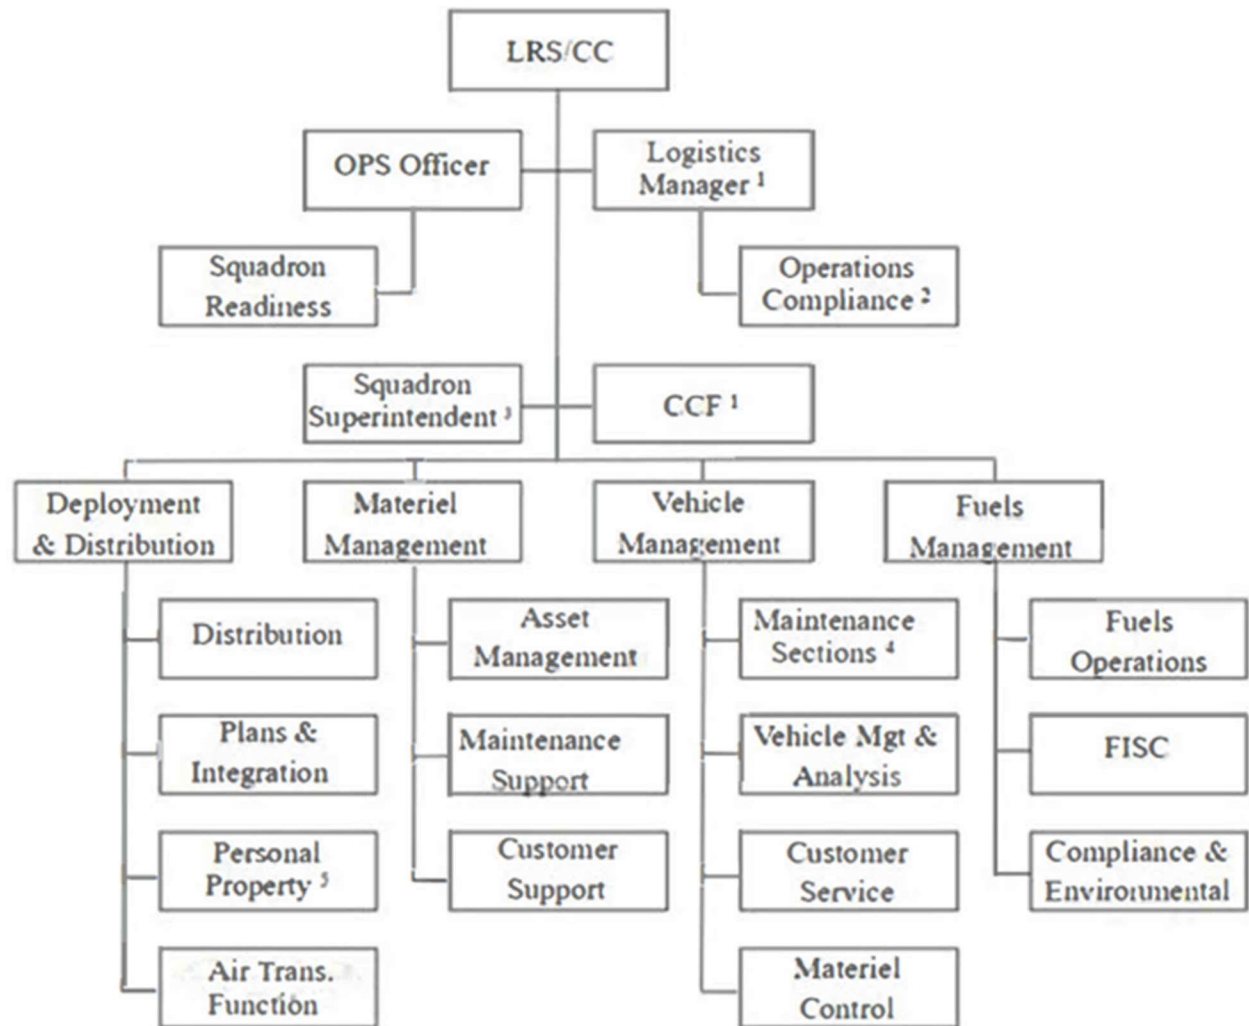 LRS/CC
OPS Officer
Logistics
Manager ¹
Squadron
Readiness
Operations
Compliance ²
Squadron
Superintendent ³
CCF ¹
Deployment
& Distribution
Materiel
Management
Vehicle
Management
Fuels
Management
Distribution
Asset
Management
Maintenance
Sections ⁴
Fuels
Operations
Plans &
Integration
Maintenance
Support
Vehicle Mgt &
Analysis
FISC
Personal
Property ⁵
Customer
Support
Customer
Service
Compliance &
Environmental
Air Trans.
Function
Materiel
Control